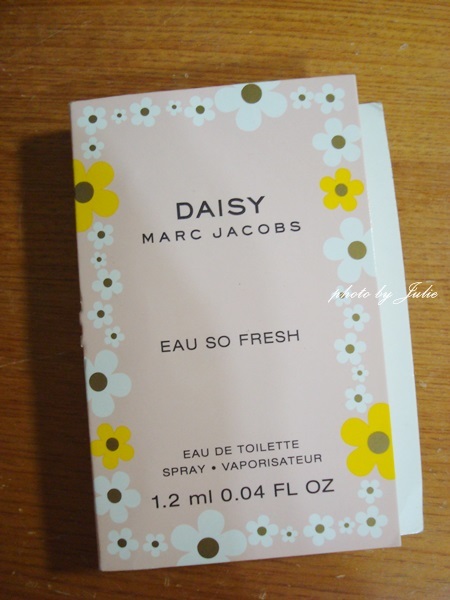 DAISY
MARC JACOBS
photo by Julie
EAU SO FRESH
EAU DE TOILETTE
SPRAY • VAPORISATEUR
1.2 ml 0.04 FL OZ